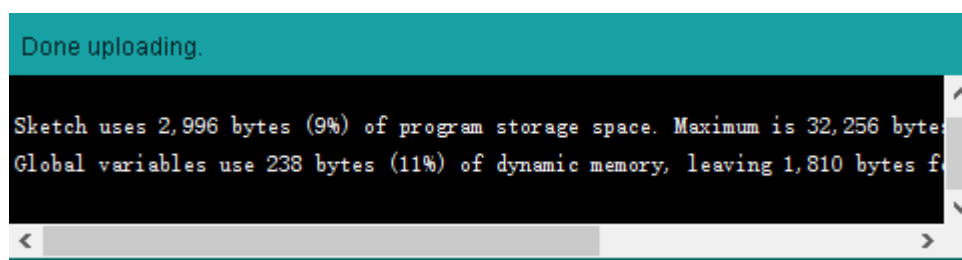 Done uploading.
Sketch uses 2,996 bytes (9%) of program storage space. Maximum is 32,256 byte
Global variables use 238 bytes (11%) of dynamic memory, leaving 1,810 bytes f